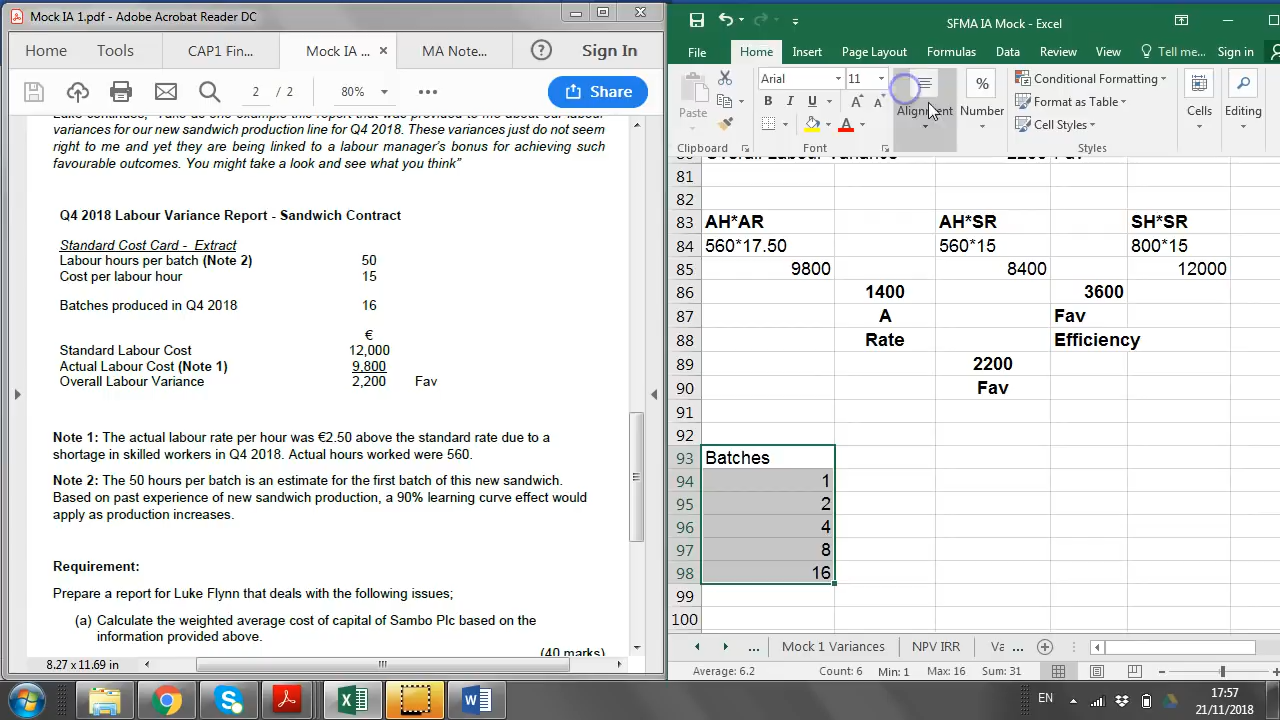 Mock IA 1.pdf - Adobe Acrobat Reader DC
Home Tools CAP1 Fin... Mock IA ... × MA Note... Sign In
2 / 2 80% Share
variances for our new sandwich production line for Q4 2018. These variances just do not seem
right to me and yet they are being linked to a labour manager's bonus for achieving such
favourable outcomes. You might take a look and see what you think”
Q4 2018 Labour Variance Report - Sandwich Contract
Standard Cost Card - Extract
Labour hours per batch (Note 2) 50
Cost per labour hour 15
Batches produced in Q4 2018 16
€
Standard Labour Cost 12,000
Actual Labour Cost (Note 1) 9,800
Overall Labour Variance 2,200 Fav
Note 1: The actual labour rate per hour was €2.50 above the standard rate due to a
shortage in skilled workers in Q4 2018. Actual hours worked were 560.
Note 2: The 50 hours per batch is an estimate for the first batch of this new sandwich.
Based on past experience of new sandwich production, a 90% learning curve effect would
apply as production increases.
Requirement:
Prepare a report for Luke Flynn that deals with the following issues;
(a) Calculate the weighted average cost of capital of Sambo Plc based on the
information provided above.
(40 marks)
8.27 x 11.69 in
SFMA IA Mock - Excel
File Home Insert Page Layout Formulas Data Review View Tell me... Sign in
Paste Arial 11 Alignment Number Conditional Formatting Cells Editing
B I U A A Format as Table
A Cell Styles
Clipboard Font Styles
81
82
83 AH*AR AH*SR SH*SR
84 560*17.50 560*15 800*15
85 9800 8400 12000
86 1400 3600
87 A Fav
88 Rate Efficiency
89 2200
90 Fav
91
92
93 Batches
94 1
95 2
96 4
97 8
98 16
99
100
... Mock 1 Variances NPV IRR Va ...
Average: 6.2 Count: 6 Min: 1 Max: 16 Sum: 31
EN 17:57
21/11/2018